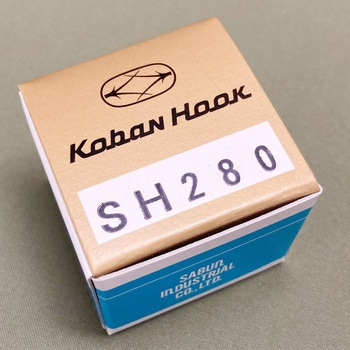 Koban Hook
SH280
SABUN
INDUSTRIAL
CO., LTD.